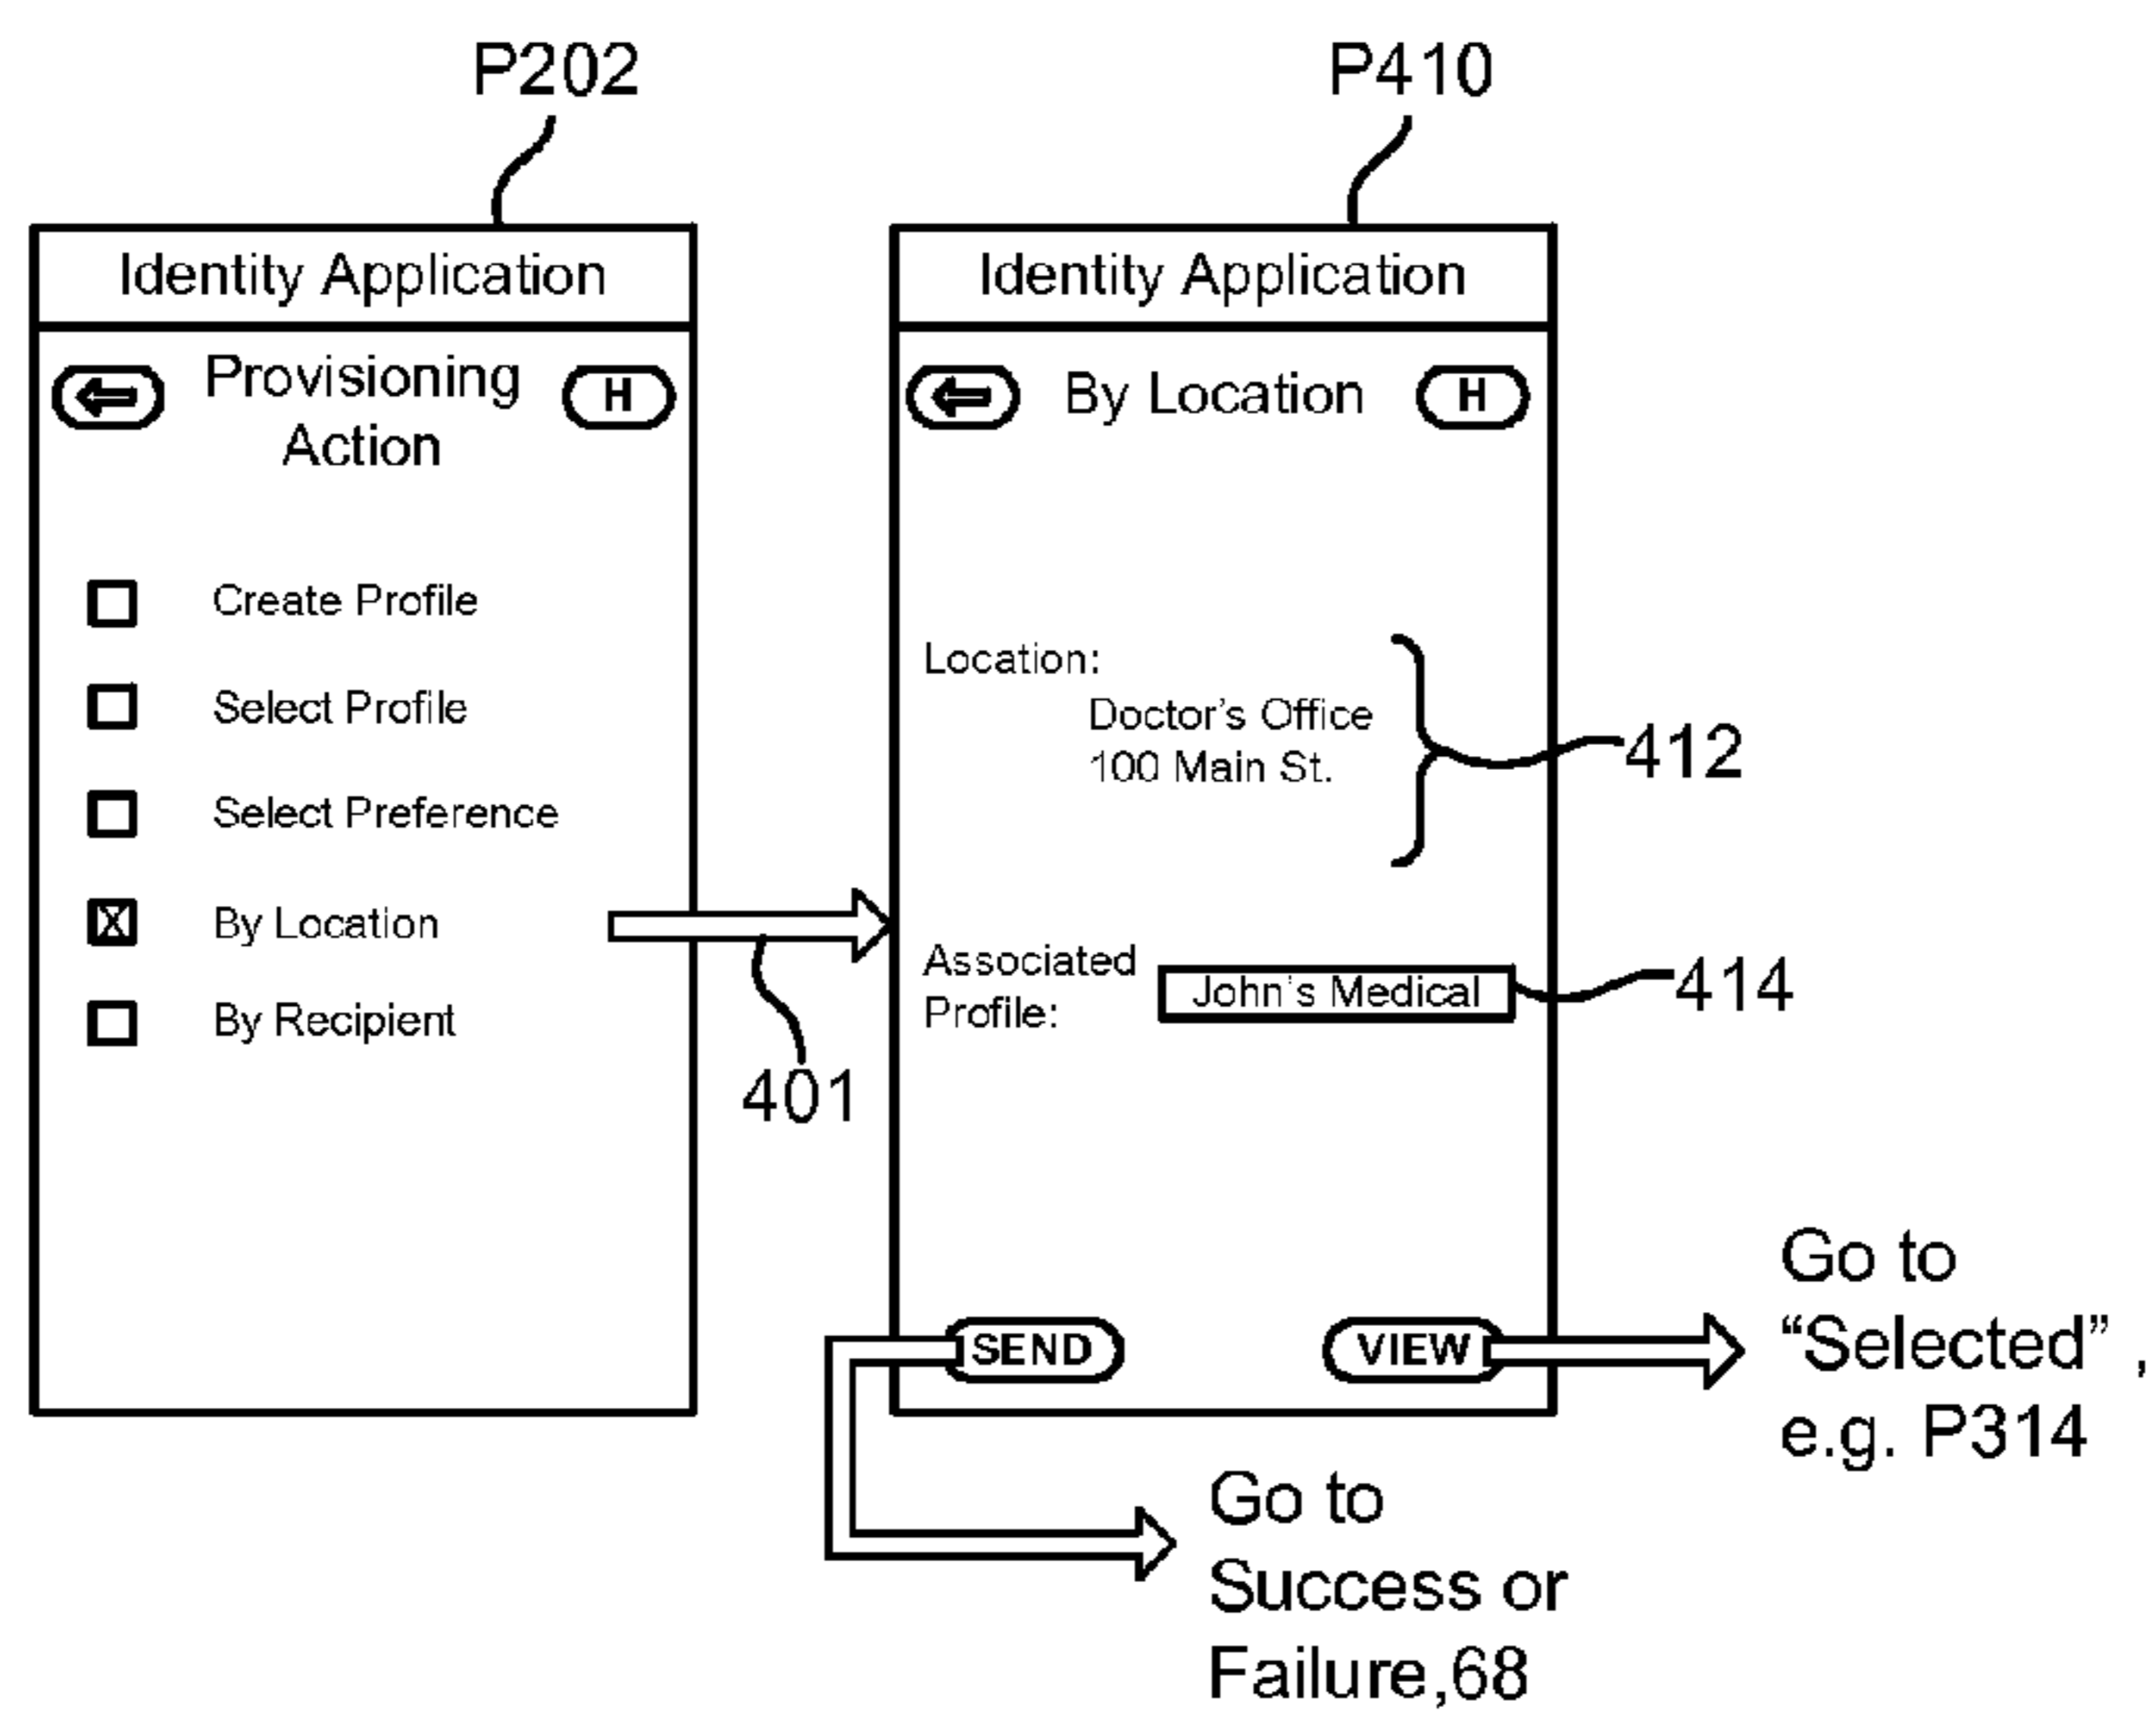 P202
P410
Identity Application
Provisioning
Action
H
Create Profile
Select Profile
Select Preference
X
By Location
By Recipient
401
Identity Application
By Location
H
Location:
Doctor's Office
100 Main St.
412
Associated
Profile:
John's Medical
414
SEND
VIEW
Go to
“Selected” ,
e.g. P314
Go to
Success or
Failure,68